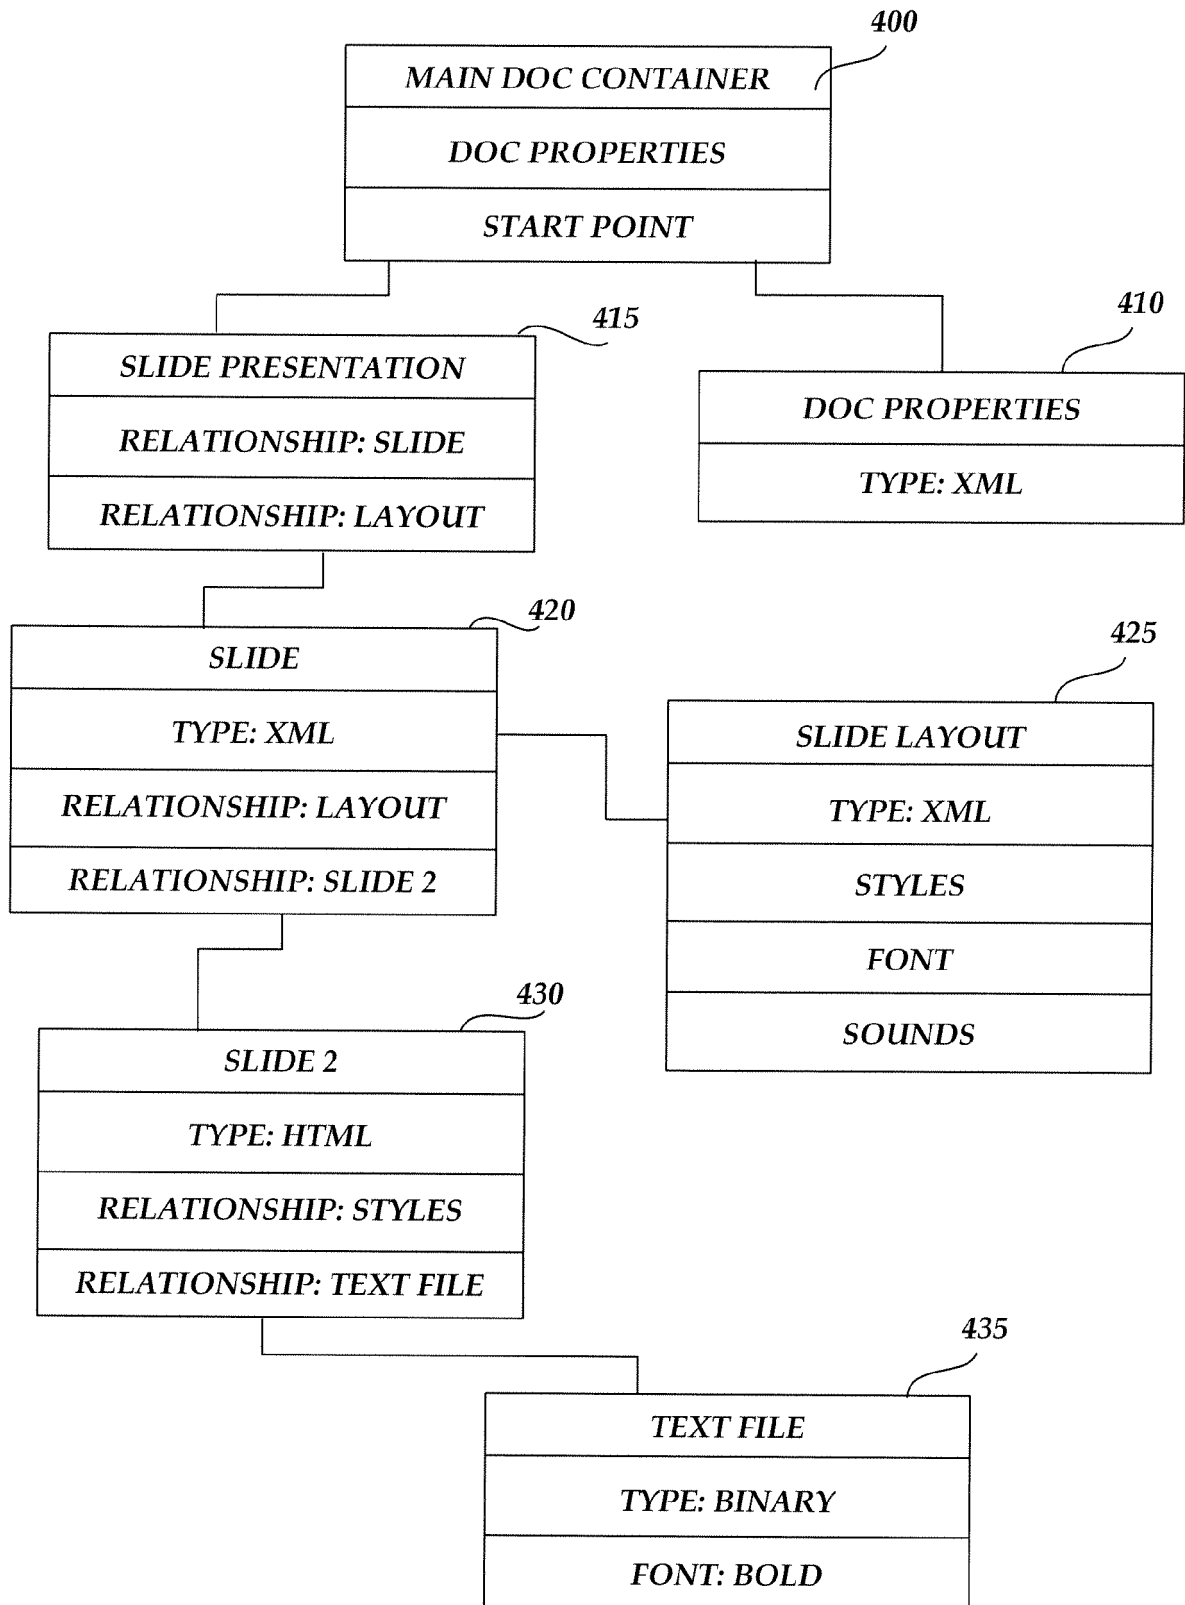 400
MAIN DOC CONTAINER
DOC PROPERTIES
START POINT
415
SLIDE PRESENTATION
RELATIONSHIP: SLIDE
RELATIONSHIP: LAYOUT
410
DOC PROPERTIES
TYPE: XML
420
SLIDE
TYPE: XML
RELATIONSHIP: LAYOUT
RELATIONSHIP: SLIDE 2
425
SLIDE LAYOUT
TYPE: XML
STYLES
FONT
SOUNDS
430
SLIDE 2
TYPE: HTML
RELATIONSHIP: STYLES
RELATIONSHIP: TEXT FILE
435
TEXT FILE
TYPE: BINARY
FONT: BOLD